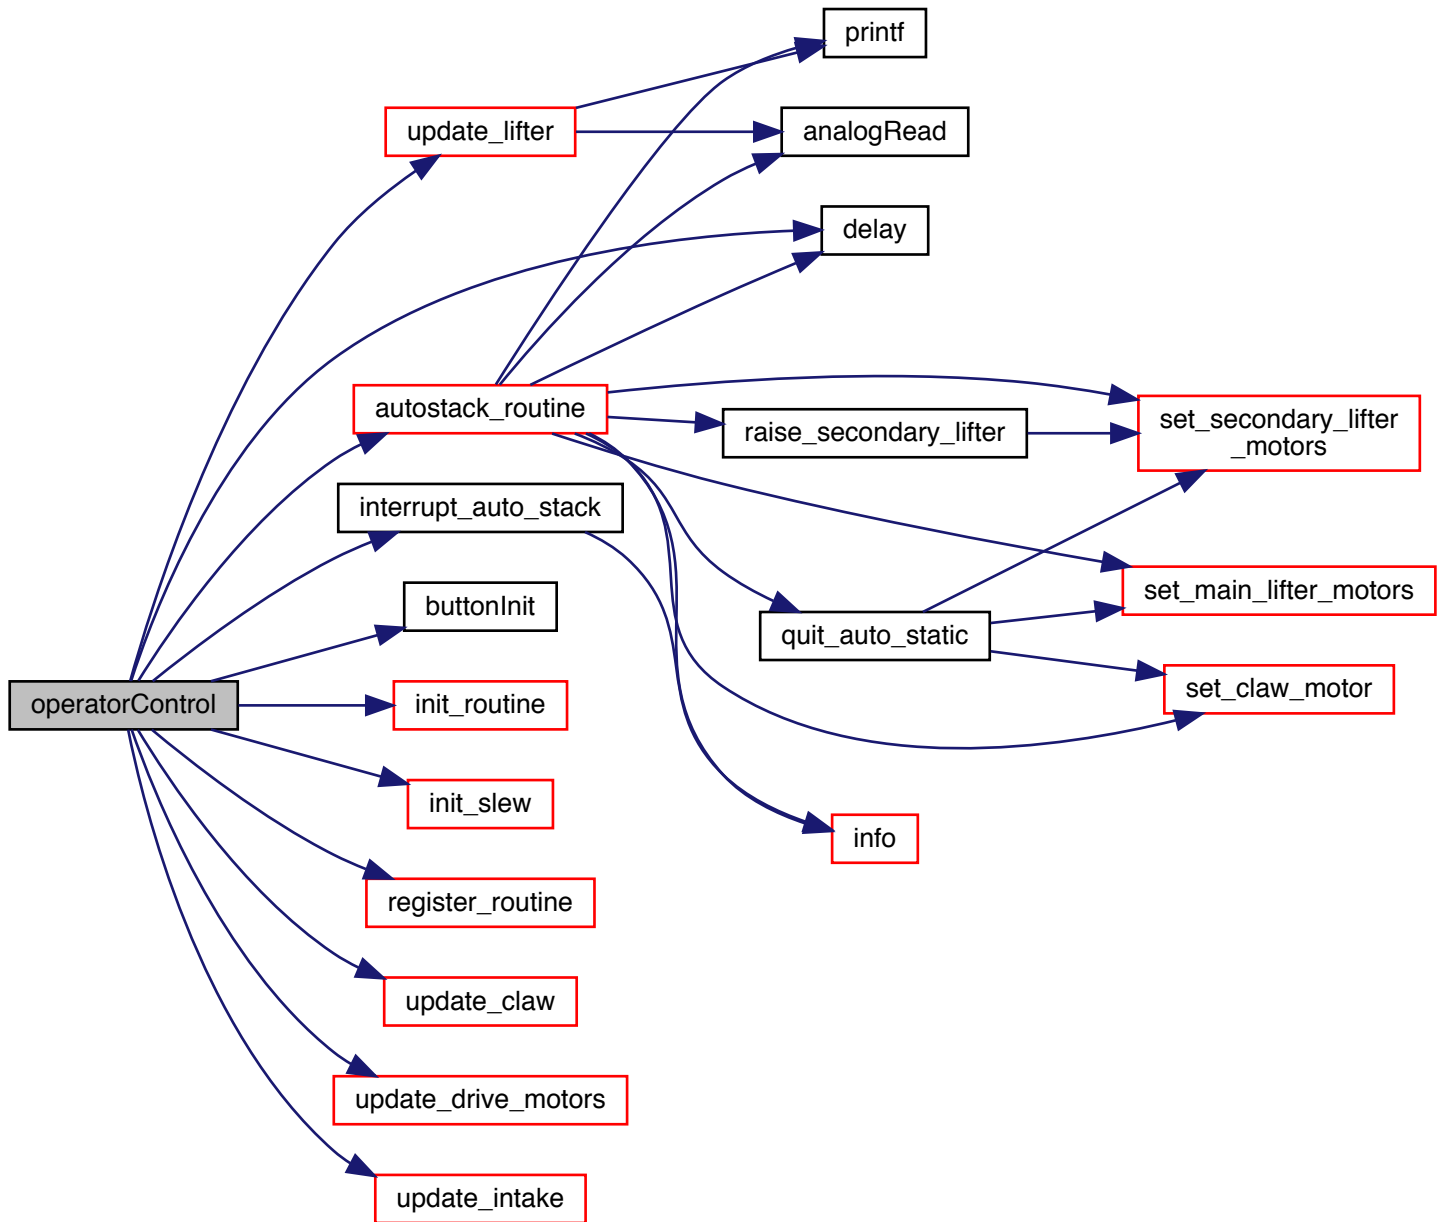 printf
update_lifter
analogRead
delay
autostack_routine
raise_secondary_lifter
set_secondary_lifter
_motors
interrupt_auto_stack
set_main_lifter_motors
buttonInit
quit_auto_static
operatorControl
init_routine
set_claw_motor
init_slew
info
register_routine
update_claw
update_drive_motors
update_intake